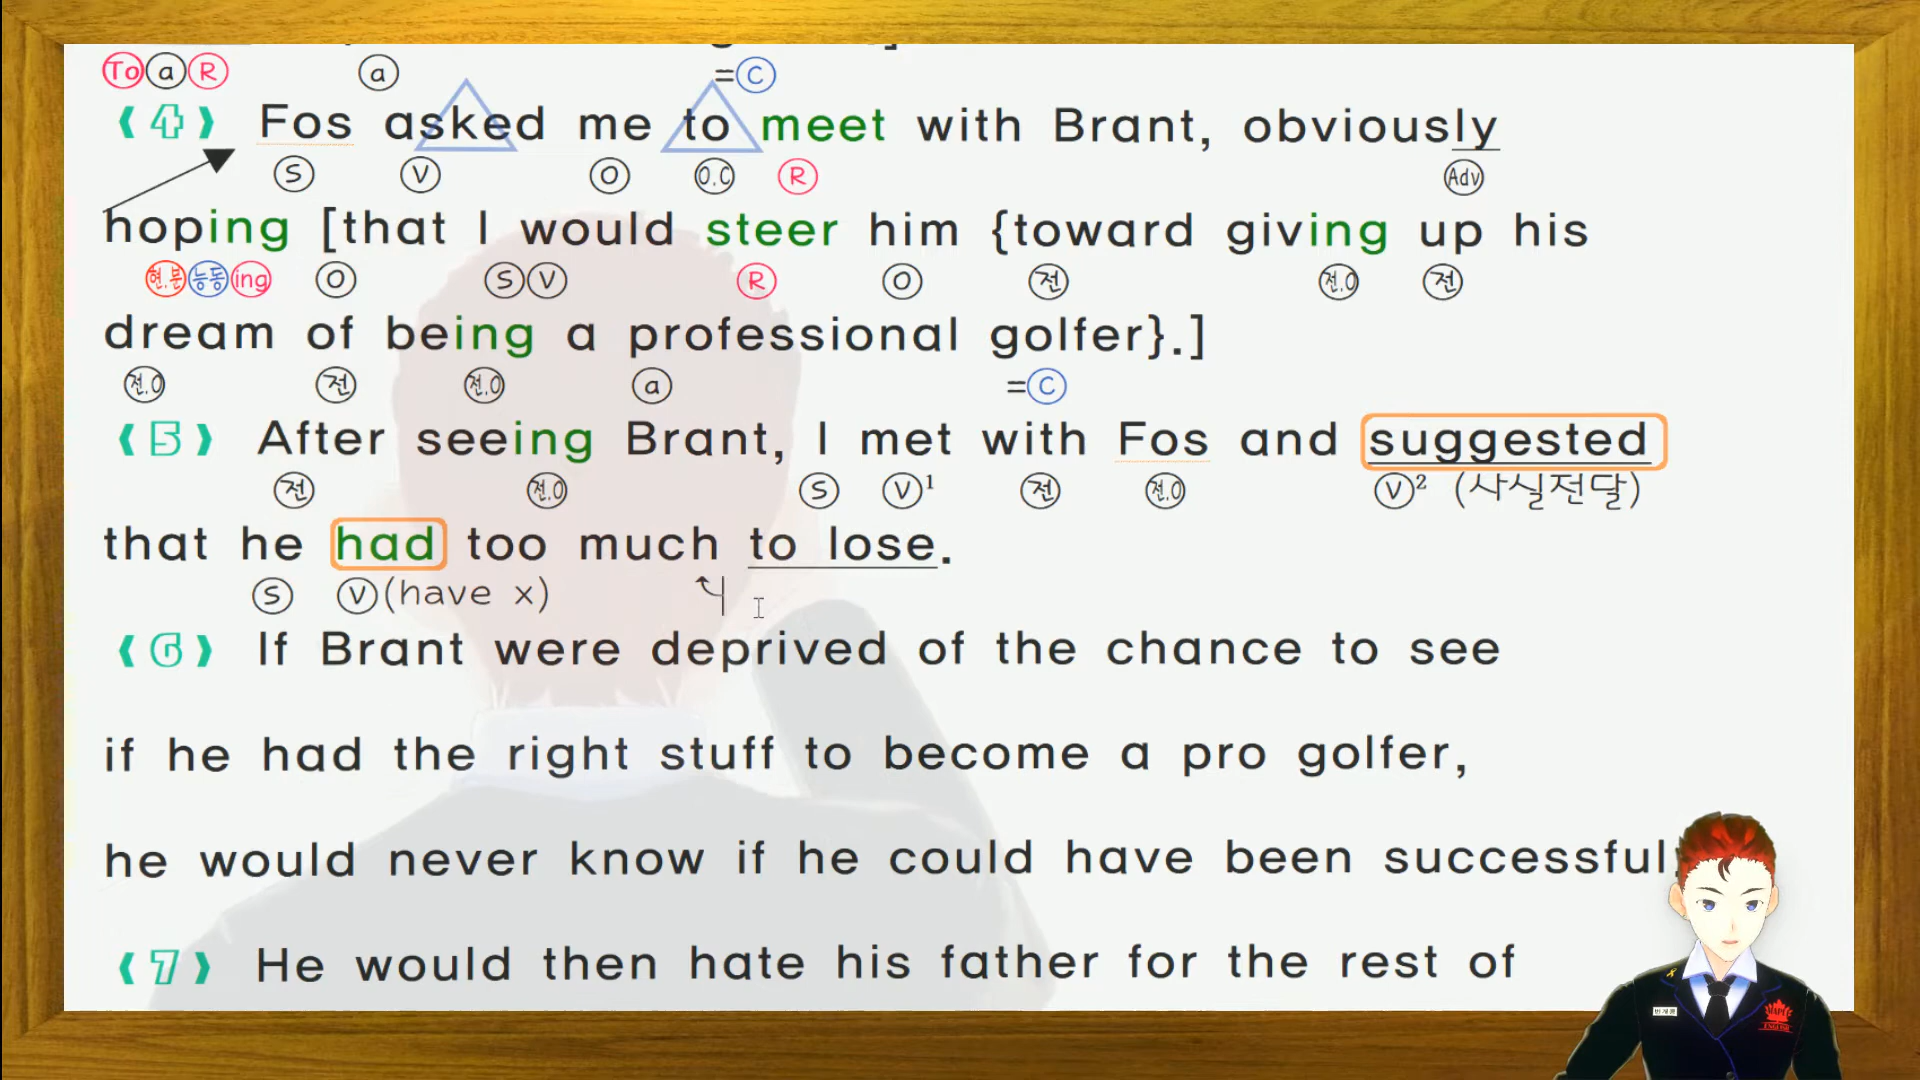 To a R a = C
( 4 ) Fos asked me to meet with Brant, obviously
S V O O.C R Adv
hoping [that I would steer him {toward giving up his
현.분 능동 ing O S V R O 전 전.O 전
dream of being a professional golfer}.]
전.O 전 전.O a = C
( 5 ) After seeing Brant, I met with Fos and suggested
전 전.O S V1 전 전.O V2 (사실전달)
that he had too much to lose.
S V (have x)
( 6 ) If Brant were deprived of the chance to see
if he had the right stuff to become a pro golfer,
he would never know if he could have been successful
( 7 ) He would then hate his father for the rest of